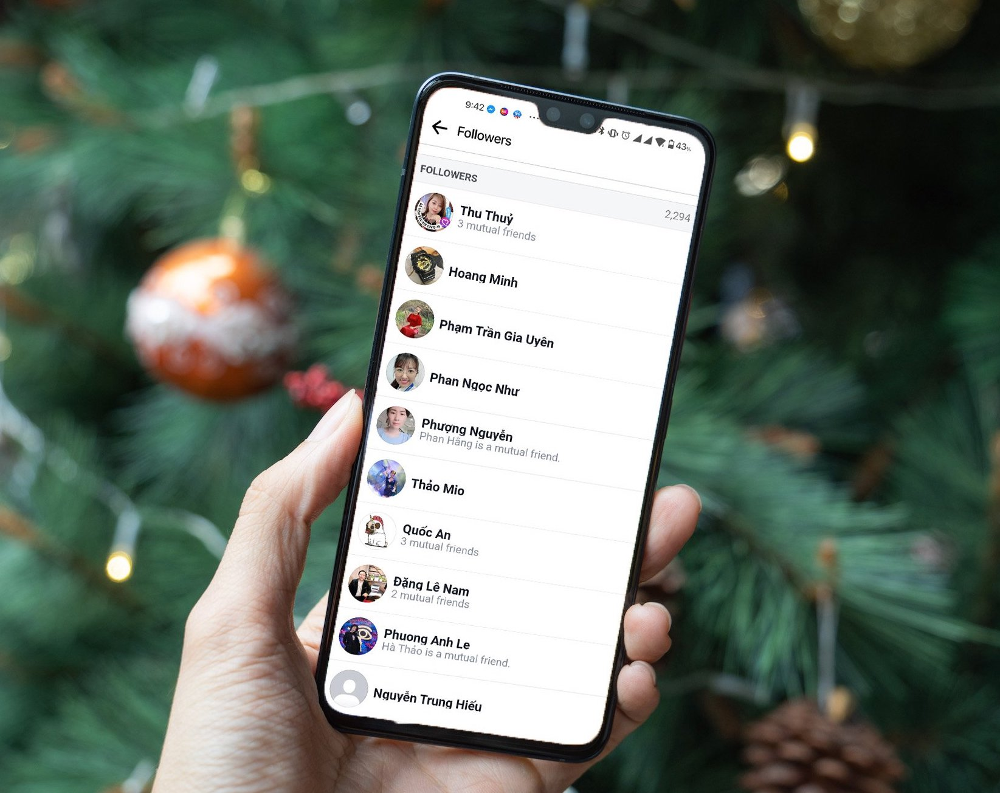 9:42
43%
Followers
FOLLOWERS
2,294
Thu Thuỷ
3 mutual friends
Hoang Minh
Phạm Trần Gia Uyên
Phan Ngọc Như
Phượng Nguyễn
Phan Hằng is a mutual friend.
Thảo Mio
Quốc An
3 mutual friends
Đặng Lê Nam
2 mutual friends
Phuong Anh Le
Hà Thảo is a mutual friend.
Nguyễn Trung Hiếu